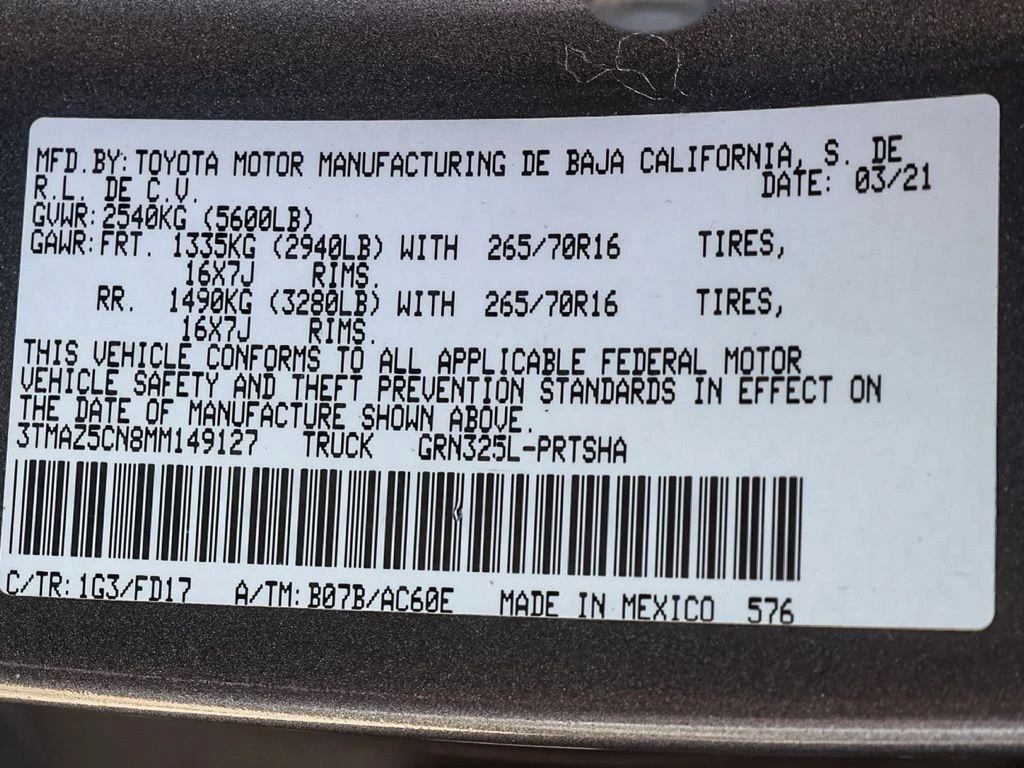 MFD.BY: TOYOTA MOTOR MANUFACTURING DE BAJA CALIFORNIA, S. DE
R.L. DE C.V. DATE: 03/21
GVWR: 2540KG (5600LB)
GAWR: FRT. 1335KG (2940LB) WITH 265/70R16 TIRES,
16X7J RIMS.
RR. 1490KG (3280LB) WITH 265/70R16 TIRES,
16X7J RIMS.
THIS VEHICLE CONFORMS TO ALL APPLICABLE FEDERAL MOTOR
VEHICLE SAFETY AND THEFT PREVENTION STANDARDS IN EFFECT ON
THE DATE OF MANUFACTURE SHOWN ABOVE.
3TMAZ5CN8MM149127 TRUCK GRN325L-PRTSHA
C/TR: 1G3/FD17 A/TM: B07B/AC60E MADE IN MEXICO 576